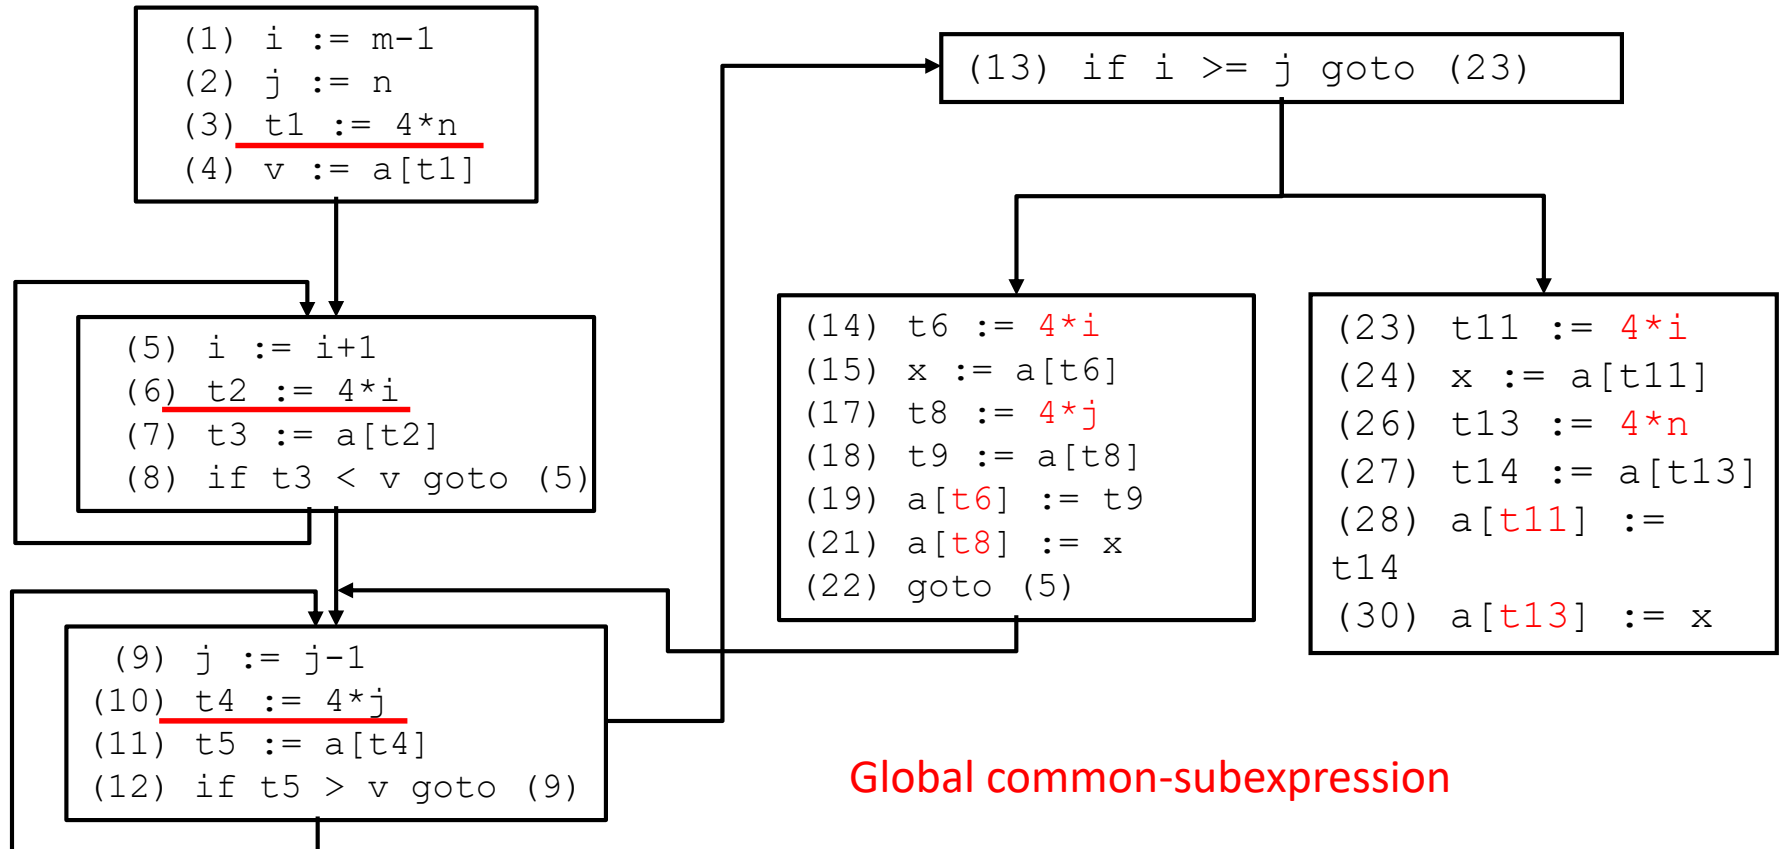 (1) i := m-1
(2) j := n
(3) t1 := 4*n
(4) v := a[t1]
(5) i := i+1
(6) t2 := 4*i
(7) t3 := a[t2]
(8) if t3 < v goto (5)
(9) j := j-1
(10) t4 := 4*j
(11) t5 := a[t4]
(12) if t5 > v goto (9)
(13) if i >= j goto (23)
(14) t6 := 4*i
(15) x := a[t6]
(17) t8 := 4*j
(18) t9 := a[t8]
(19) a[t6] := t9
(21) a[t8] := x
(22) goto (5)
(23) t11 := 4*i
(24) x := a[t11]
(26) t13 := 4*n
(27) t14 := a[t13]
(28) a[t11] :=
t14
(30) a[t13] := x
Global common-subexpression